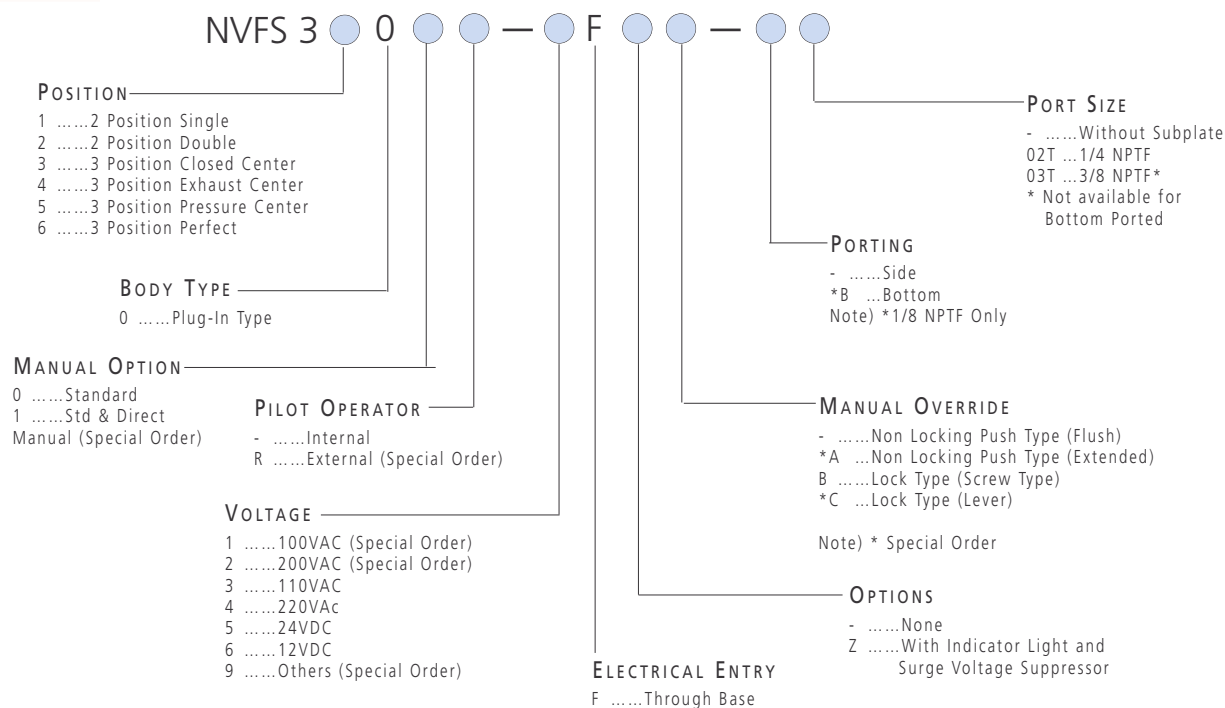 NVFS 3 0 — F —
POSITION
1 ......2 Position Single
2 ......2 Position Double
3 ......3 Position Closed Center
4 ......3 Position Exhaust Center
5 ......3 Position Pressure Center
6 ......3 Position Perfect
BODY TYPE
0 ......Plug-In Type
MANUAL OPTION
0 ......Standard
1 ......Std & Direct
Manual (Special Order)
PILOT OPERATOR
- ......Internal
R ......External (Special Order)
VOLTAGE
1 ......100VAC (Special Order)
2 ......200VAC (Special Order)
3 ......110VAC
4 ......220VAc
5 ......24VDC
6 ......12VDC
9 ......Others (Special Order)
ELECTRICAL ENTRY
F ......Through Base
OPTIONS
- ......None
Z ......With Indicator Light and
Surge Voltage Suppressor
MANUAL OVERRIDE
- ......Non Locking Push Type (Flush)
*A ...Non Locking Push Type (Extended)
B ......Lock Type (Screw Type)
*C ...Lock Type (Lever)
Note) * Special Order
PORTING
- ......Side
*B ...Bottom
Note) *1/8 NPTF Only
PORT SIZE
- ......Without Subplate
02T ...1/4 NPTF
03T ...3/8 NPTF*
* Not available for
Bottom Ported